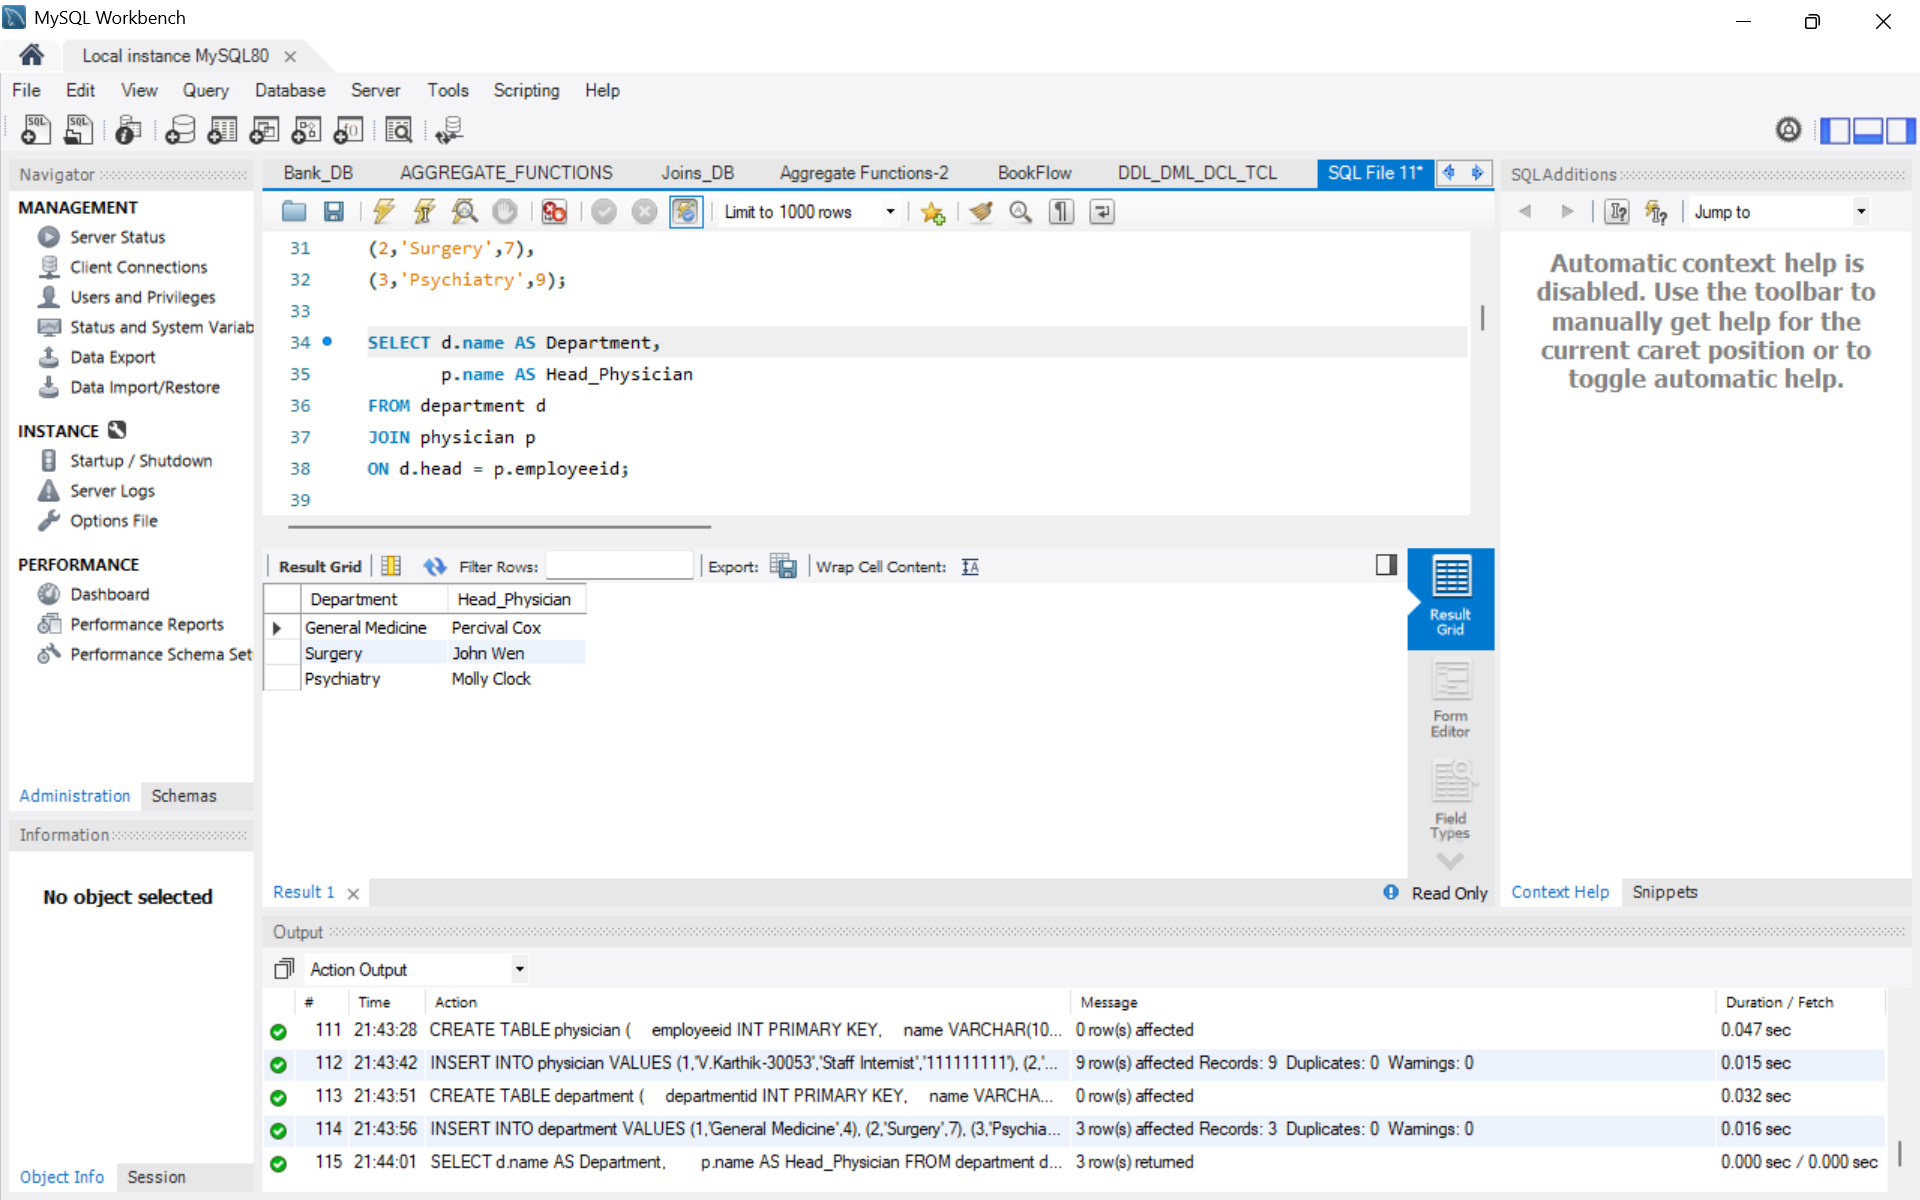 MySQL Workbench
Local instance MySQL80
File Edit View Query Database Server Tools Scripting Help
Navigator
MANAGEMENT
Server Status
Client Connections
Users and Privileges
Status and System Variab
Data Export
Data Import/Restore
INSTANCE
Startup / Shutdown
Server Logs
Options File
PERFORMANCE
Dashboard
Performance Reports
Performance Schema Set
Administration Schemas
Information
No object selected
Object Info Session
Bank_DB AGGREGATE_FUNCTIONS Joins_DB Aggregate Functions-2 BookFlow DDL_DML_DCL_TCL SQL File 11*
Limit to 1000 rows
31 (2,'Surgery',7),
32 (3,'Psychiatry',9);
33
34 SELECT d.name AS Department,
35 p.name AS Head_Physician
36 FROM department d
37 JOIN physician p
38 ON d.head = p.employeeid;
39
Result Grid Filter Rows: Export: Wrap Cell Content:
Department Head_Physician
General Medicine Percival Cox
Surgery John Wen
Psychiatry Molly Clock
Result
Grid
Form
Editor
Field
Types
Result 1
Read Only
SQLAdditions
Jump to
Automatic context help is
disabled. Use the toolbar to
manually get help for the
current caret position or to
toggle automatic help.
Context Help Snippets
Output
Action Output
# Time Action Message Duration / Fetch
111 21:43:28 CREATE TABLE physician ( employeeid INT PRIMARY KEY, name VARCHAR(10... 0 row(s) affected 0.047 sec
112 21:43:42 INSERT INTO physician VALUES (1,'V.Karthik-30053','Staff Internist','111111111'), (2,'... 9 row(s) affected Records: 9 Duplicates: 0 Warnings: 0 0.015 sec
113 21:43:51 CREATE TABLE department ( departmentid INT PRIMARY KEY, name VARCHA... 0 row(s) affected 0.032 sec
114 21:43:56 INSERT INTO department VALUES (1,'General Medicine',4), (2,'Surgery',7), (3,'Psychia... 3 row(s) affected Records: 3 Duplicates: 0 Warnings: 0 0.016 sec
115 21:44:01 SELECT d.name AS Department, p.name AS Head_Physician FROM department d... 3 row(s) returned 0.000 sec / 0.000 sec